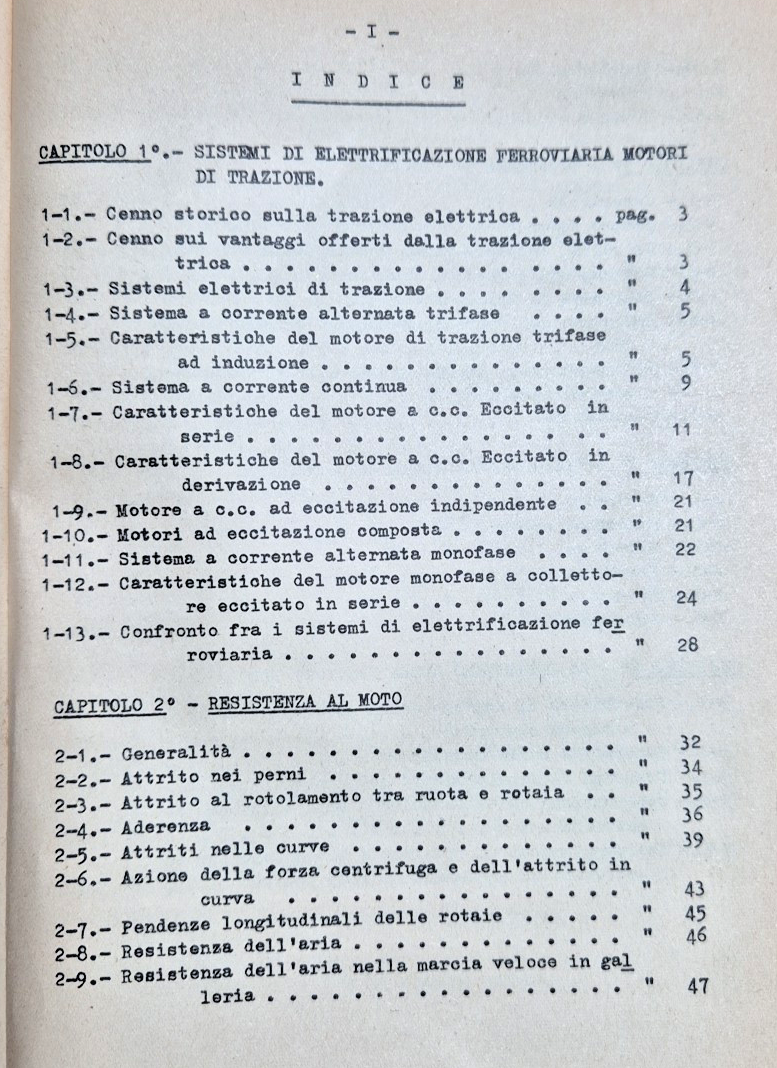 - I -
I N D I C E
CAPITOLO 1°.- SISTEMI DI ELETTRIFICAZIONE FERROVIARIA MOTORI
DI TRAZIONE.
1-1.- Cenno storico sulla trazione elettrica . . . . pag. 3
1-2.- Cenno sui vantaggi offerti dalla trazione elet-
trica . . . . . . . . . . . . . . . . . " 3
1-3.- Sistemi elettrici di trazione . . . . . . . . " 4
1-4.- Sistema a corrente alternata trifase . . . . " 5
1-5.- Caratteristiche del motore di trazione trifase
ad induzione . . . . . . . . . . . . . . " 5
1-6.- Sistema a corrente continua . . . . . . . . . " 9
1-7.- Caratteristiche del motore a c.c. Eccitato in
serie . . . . . . . . . . . . . . . . . " 11
1-8.- Caratteristiche del motore a c.c. Eccitato in
derivazione . . . . . . . . . . . . . . " 17
1-9.- Motore a c.c. ad eccitazione indipendente . . " 21
1-10.- Motori ad eccitazione composta . . . . . . . . " 21
1-11.- Sistema a corrente alternata monofase . . . . " 22
1-12.- Caratteristiche del motore monofase a colletto-
re eccitato in serie . . . . . . . . . . " 24
1-13.- Confronto fra i sistemi di elettrificazione fer
roviaria . . . . . . . . . . . . . . . . " 28
CAPITOLO 2° - RESISTENZA AL MOTO
2-1.- Generalità . . . . . . . . . . . . . . . . . . " 32
2-2.- Attrito nei perni . . . . . . . . . . . . . . " 34
2-3.- Attrito al rotolamento tra ruota e rotaia . . " 35
2-4.- Aderenza . . . . . . . . . . . . . . . . . . " 36
2-5.- Attriti nelle curve . . . . . . . . . . . . . " 39
2-6.- Azione della forza centrifuga e dell'attrito in
curva . . . . . . . . . . . . . . . . . " 43
2-7.- Pendenze longitudinali delle rotaie . . . . . " 45
2-8.- Resistenza dell'aria . . . . . . . . . . . . . " 46
2-9.- Resistenza dell'aria nella marcia veloce in gal
leria . . . . . . . . . . . . . . . . . " 47